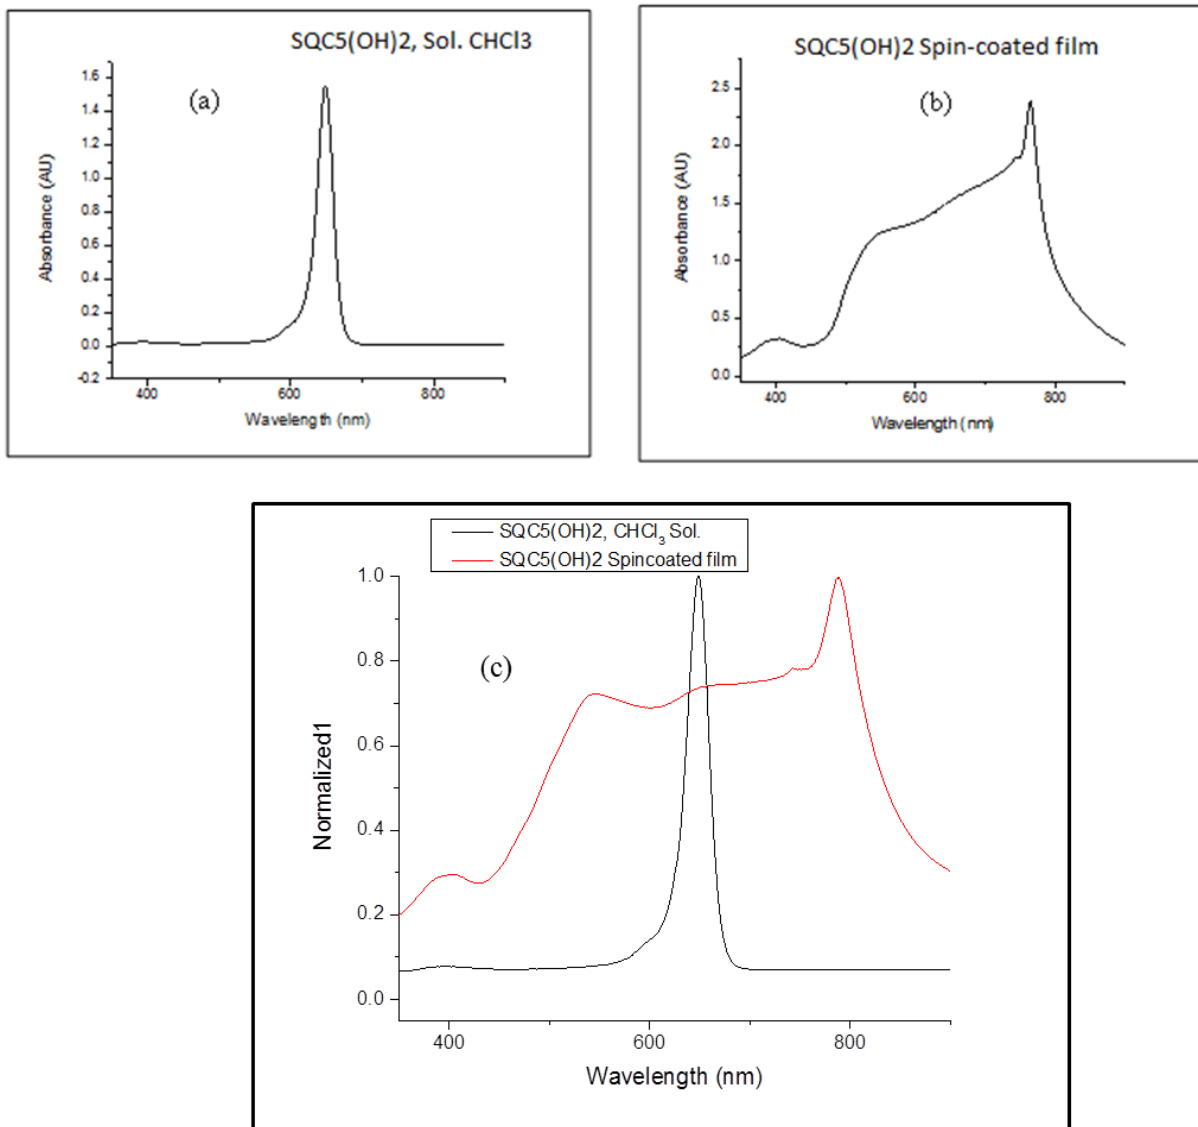 SQC5(OH)2, Sol. CHCl3
(a)
1.6
1.4
1.2
1.0
0.8
0.6
0.4
0.2
0.0
-0.2
Absorbance (AU)
400
600
800
Wavelength (nm)
SQC5(OH)2 Spin-coated film
(b)
2.5
2.0
1.5
1.0
0.5
0.0
Absorbance (AU)
400
600
800
Wavelength (nm)
SQC5(OH)2, CHCl₃ Sol.
SQC5(OH)2 Spincoated film
(c)
1.0
0.8
0.6
0.4
0.2
0.0
Normalized1
400
600
800
Wavelength (nm)